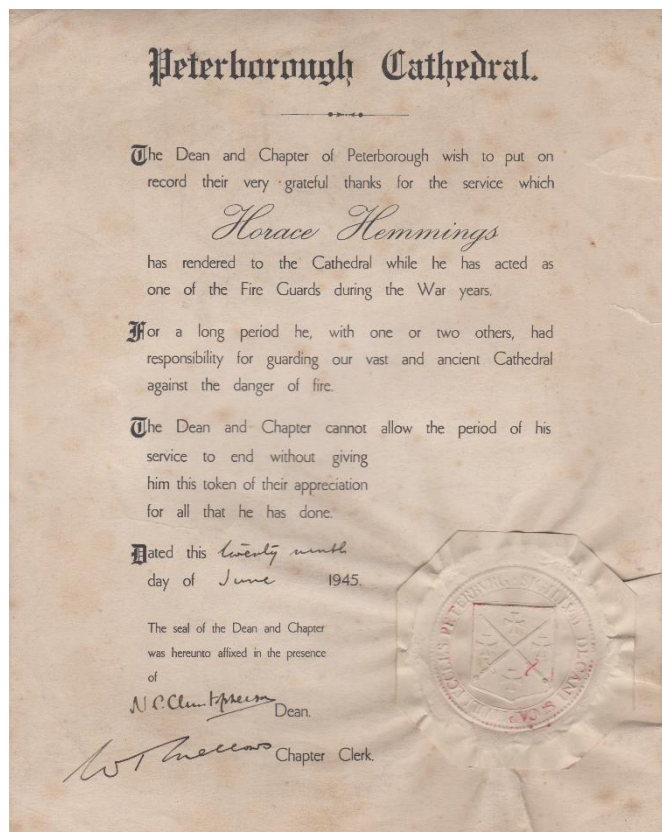 Peterborough Cathedral.
The Dean and Chapter of Peterborough wish to put on
record their very grateful thanks for the service which
Horace Hemmings
has rendered to the Cathedral while he has acted as
one of the Fire Guards during the War years.
For a long period he, with one or two others, had
responsibility for guarding our vast and ancient Cathedral
against the danger of fire.
The Dean and Chapter cannot allow the period of his
service to end without giving
him this token of their appreciation
for all that he has done.
Dated this twenty ninth
day of June 1945.
The seal of the Dean and Chapter
was hereunto affixed in the presence
of
N. C. Christopherson Dean.
W T Mellows Chapter Clerk.